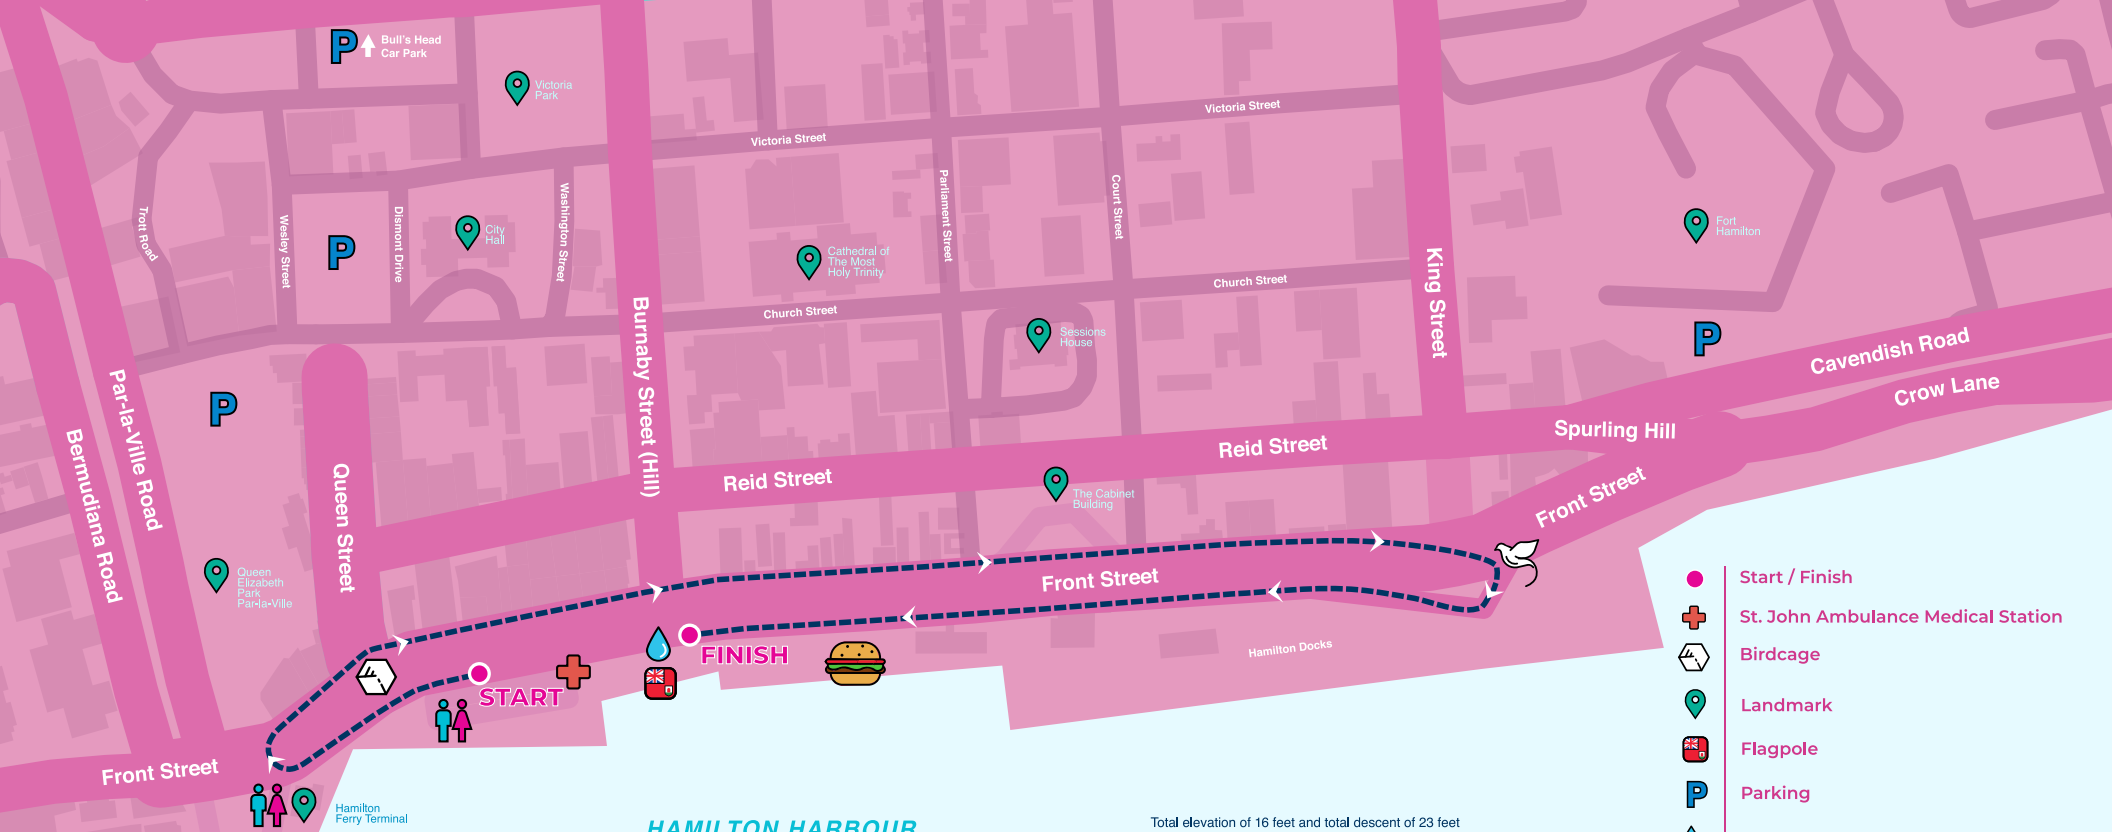 P
Bull's Head
Car Park
Victoria
Park
Victoria Street
Victoria Street
Trott Road
Wesley Street
P
Dismont Drive
City
Hall
Washington Street
Parliament Street
Court Street
Cathedral of
The Most
Holy Trinity
Church Street
Church Street
Fort
Hamilton
King Street
Burnaby Street (Hill)
Sessions
House
P
Cavendish Road
Crow Lane
Par-la-Ville Road
Bermudiana Road
P
Queen Street
Reid Street
Reid Street
Spurling Hill
Front Street
The Cabinet
Building
Queen
Elizabeth
Park
Par-la-Ville
Front Street
FINISH
START
Hamilton Docks
Front Street
Hamilton
Ferry Terminal
HAMILTON HARBOUR
Total elevation of 16 feet and total descent of 23 feet
Start / Finish
St. John Ambulance Medical Station
Birdcage
Landmark
Flagpole
P
Parking